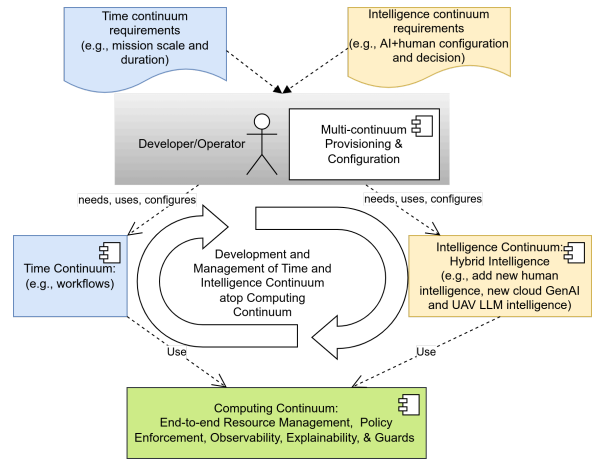 Time continuum
requirements
(e.g., mission scale and
duration)
Intelligence continuum
requirements
(e.g., AI+human configuration
and decision)
Developer/Operator
Multi-continuum
Provisioning &
Configuration
needs, uses, configures
needs, uses, configures
Time Continuum:
(e.g., workflows)
Development and
Management of Time and
Intelligence Continuum
atop Computing
Continuum
Intelligence Continuum:
Hybrid Intelligence
(e.g., add new human
intelligence, new cloud GenAI
and UAV LLM intelligence)
Use
Use
Computing Continuum:
End-to-end Resource Management, Policy
Enforcement, Observability, Explainability, & Guards